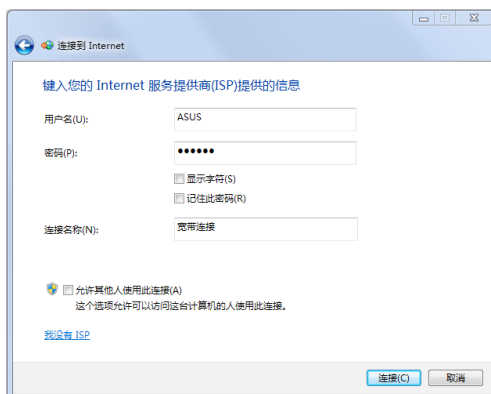 连接到 Internet
键入您的 Internet 服务提供商(ISP)提供的信息
用户名(U):
ASUS
密码(P):
●●●●●●
显示字符(S)
记住此密码(R)
连接名称(N):
宽带连接
允许其他人使用此连接(A)
这个选项允许可以访问这台计算机的人使用此连接。
我没有 ISP
连接(C)
取消